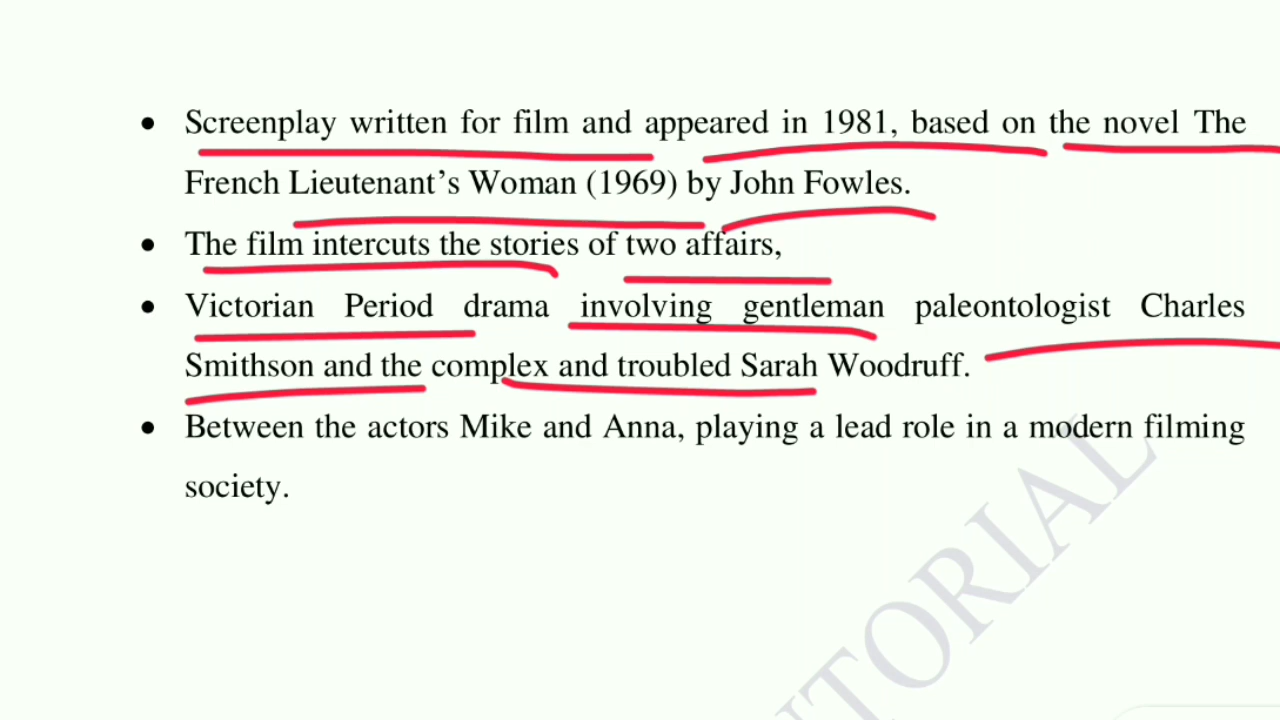 • Screenplay written for film and appeared in 1981, based on the novel The
French Lieutenant’s Woman (1969) by John Fowles.
• The film intercuts the stories of two affairs,
• Victorian Period drama involving gentleman paleontologist Charles
Smithson and the complex and troubled Sarah Woodruff.
• Between the actors Mike and Anna, playing a lead role in a modern filming
society.
TORIAL